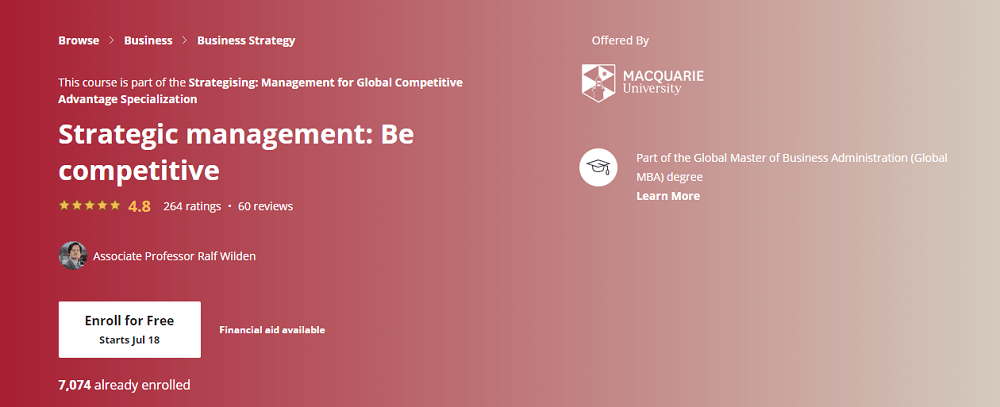 Browse > Business > Business Strategy
This course is part of the Strategising: Management for Global Competitive
Advantage Specialization
Strategic management: Be
competitive
4.8 264 ratings • 60 reviews
Associate Professor Ralf Wilden
Enroll for Free
Starts Jul 18
Financial aid available
7,074 already enrolled
Offered By
MACQUARIE
University
Part of the Global Master of Business Administration (Global
MBA) degree
Learn More